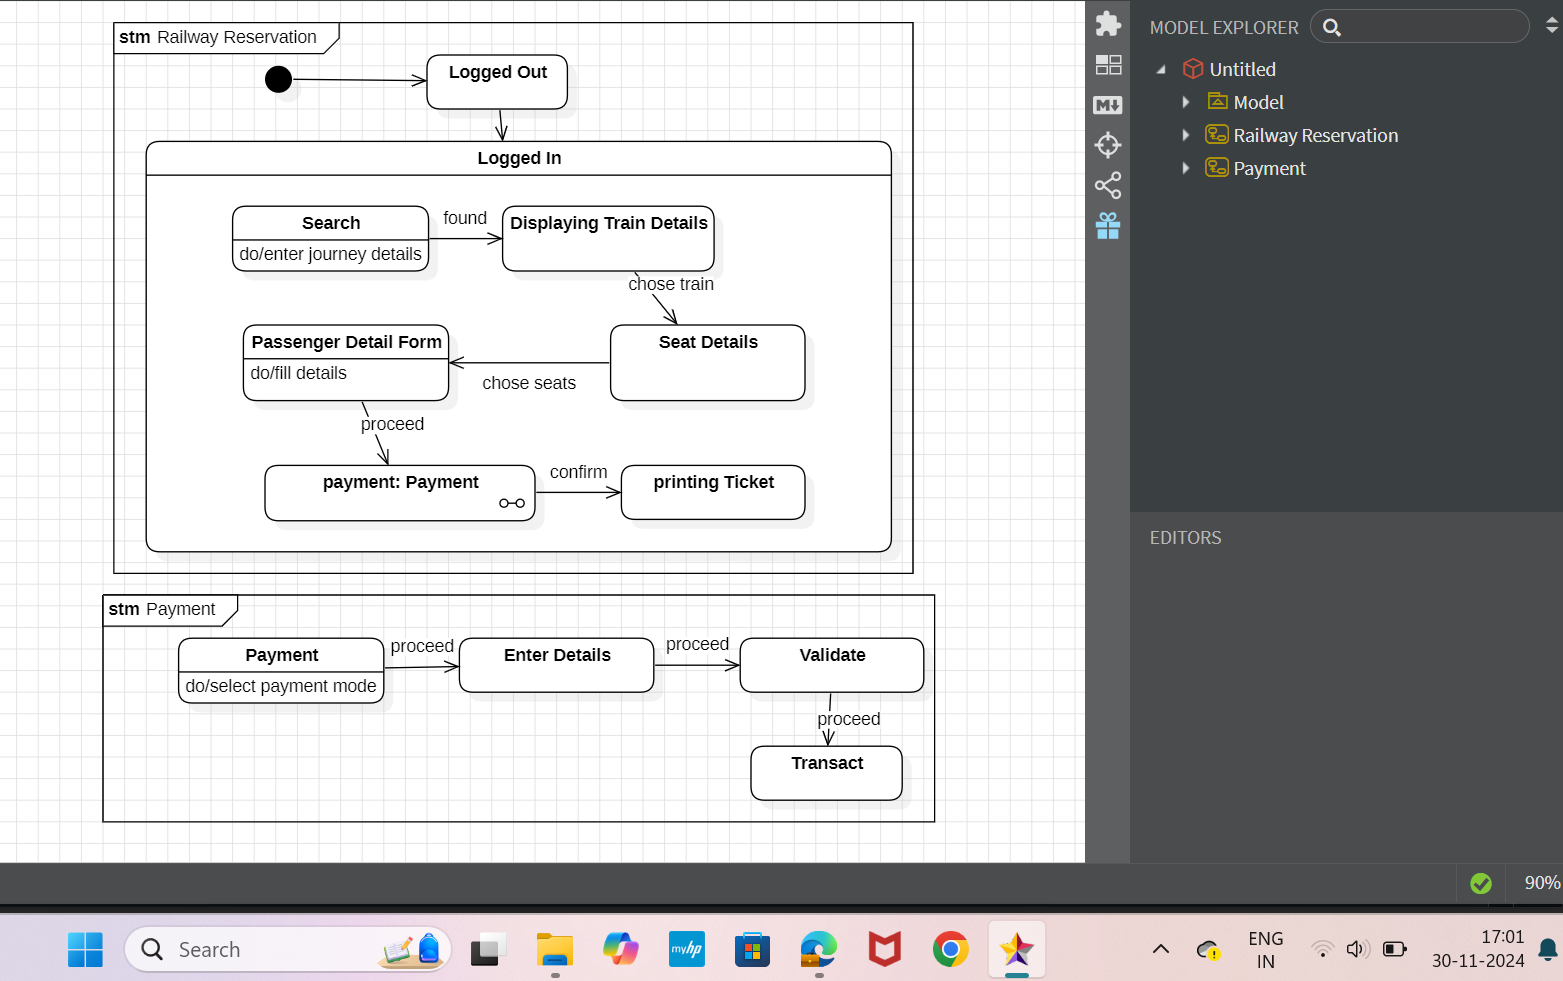 stm Railway Reservation
Logged Out
Logged In
Search
do/enter journey details
found
Displaying Train Details
chose train
Seat Details
chose seats
Passenger Detail Form
do/fill details
proceed
payment: Payment
confirm
printing Ticket
stm Payment
Payment
do/select payment mode
proceed
Enter Details
proceed
Validate
proceed
Transact
M
MODEL EXPLORER
Untitled
Model
Railway Reservation
Payment
EDITORS
90%
Search
myhp
ENG
IN
17:01
30-11-2024